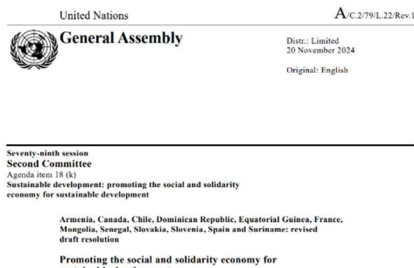 United Nations
A/C.2/79/L.22/Rev.1
General Assembly
Distr.: Limited
20 November 2024
Original: English
Seventy-ninth session
Second Committee
Agenda item 18 (k)
Sustainable development: promoting the social and solidarity
economy for sustainable development
Armenia, Canada, Chile, Dominican Republic, Equatorial Guinea, France,
Mongolia, Senegal, Slovakia, Slovenia, Spain and Suriname: revised
draft resolution
Promoting the social and solidarity economy for